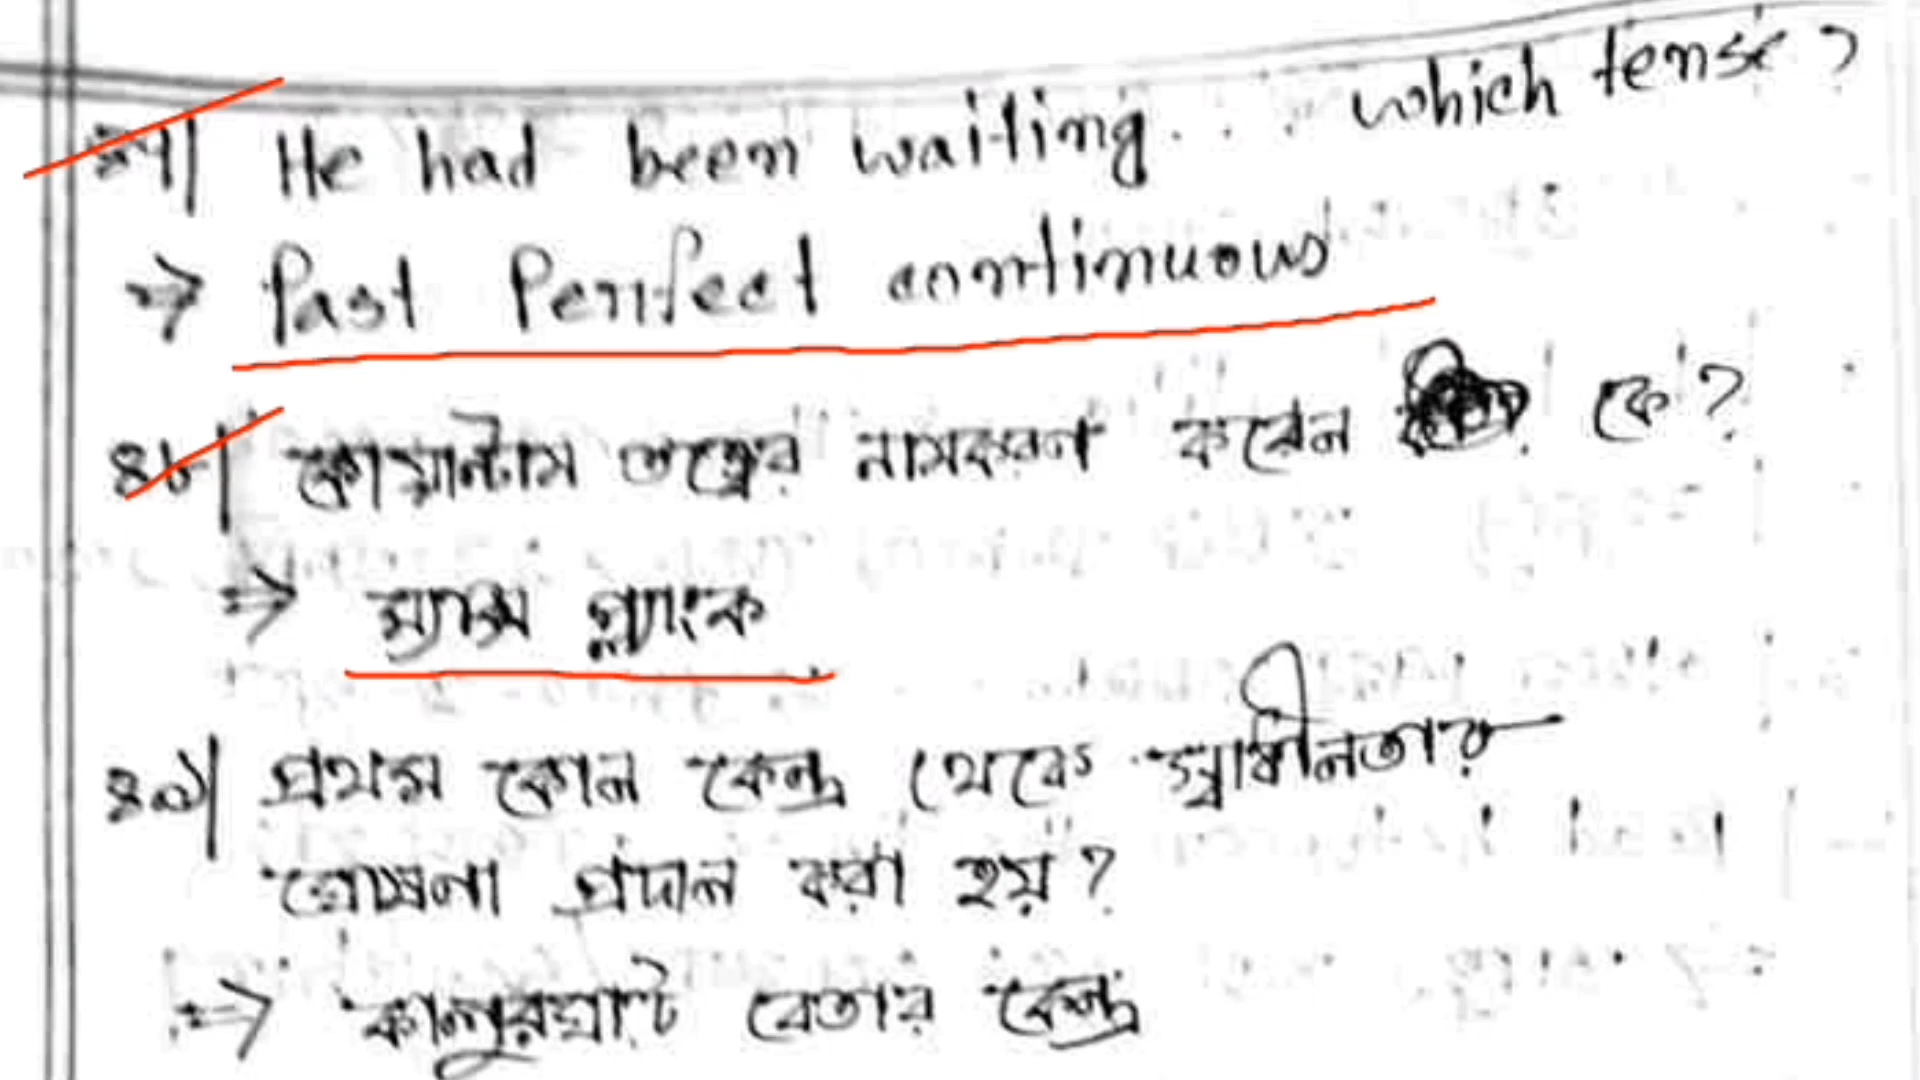 ৪৭| He had been waiting... which tense?
⇒ Past Perfect continuous
৪৮| কোয়ান্টাম তত্ত্বের নামকরণ করেন কে?
⇒ ম্যাক্স প্ল্যাংক
৪৯| প্রথম কোন কেন্দ্র থেকে স্বাধীনতার
ঘোষনা প্রদান করা হয়?
⇒ কালুরঘাট বেতার কেন্দ্র